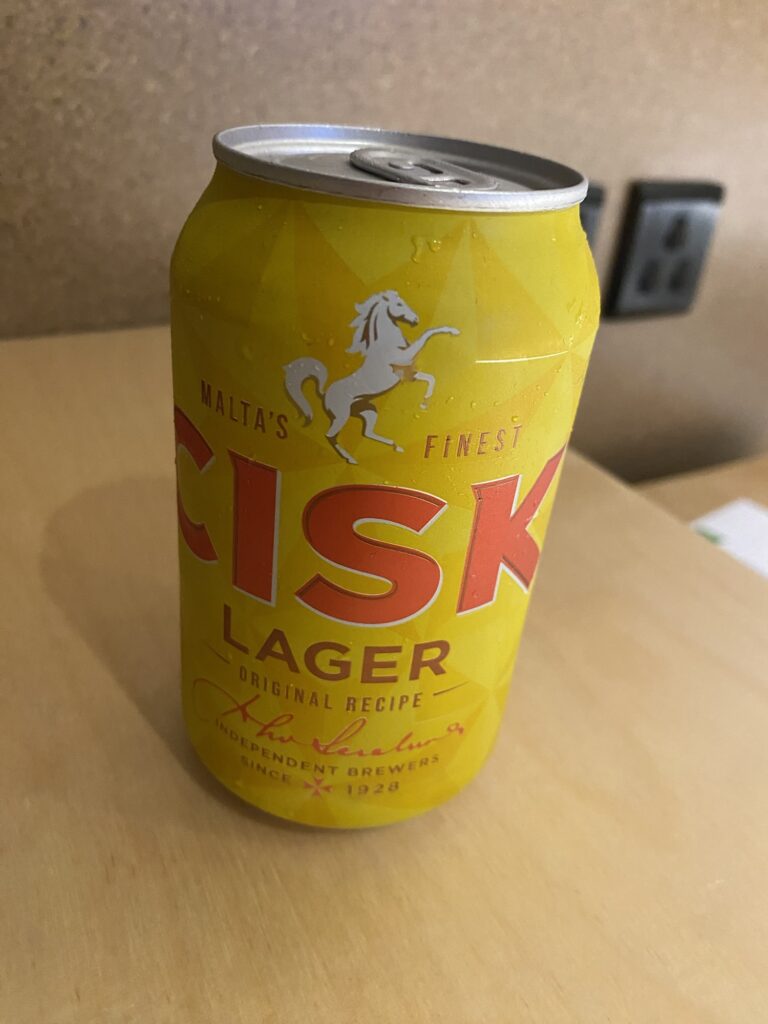 MALTA'S FINEST
CISK
LAGER
ORIGINAL RECIPE
INDEPENDENT BREWERS
SINCE 1928